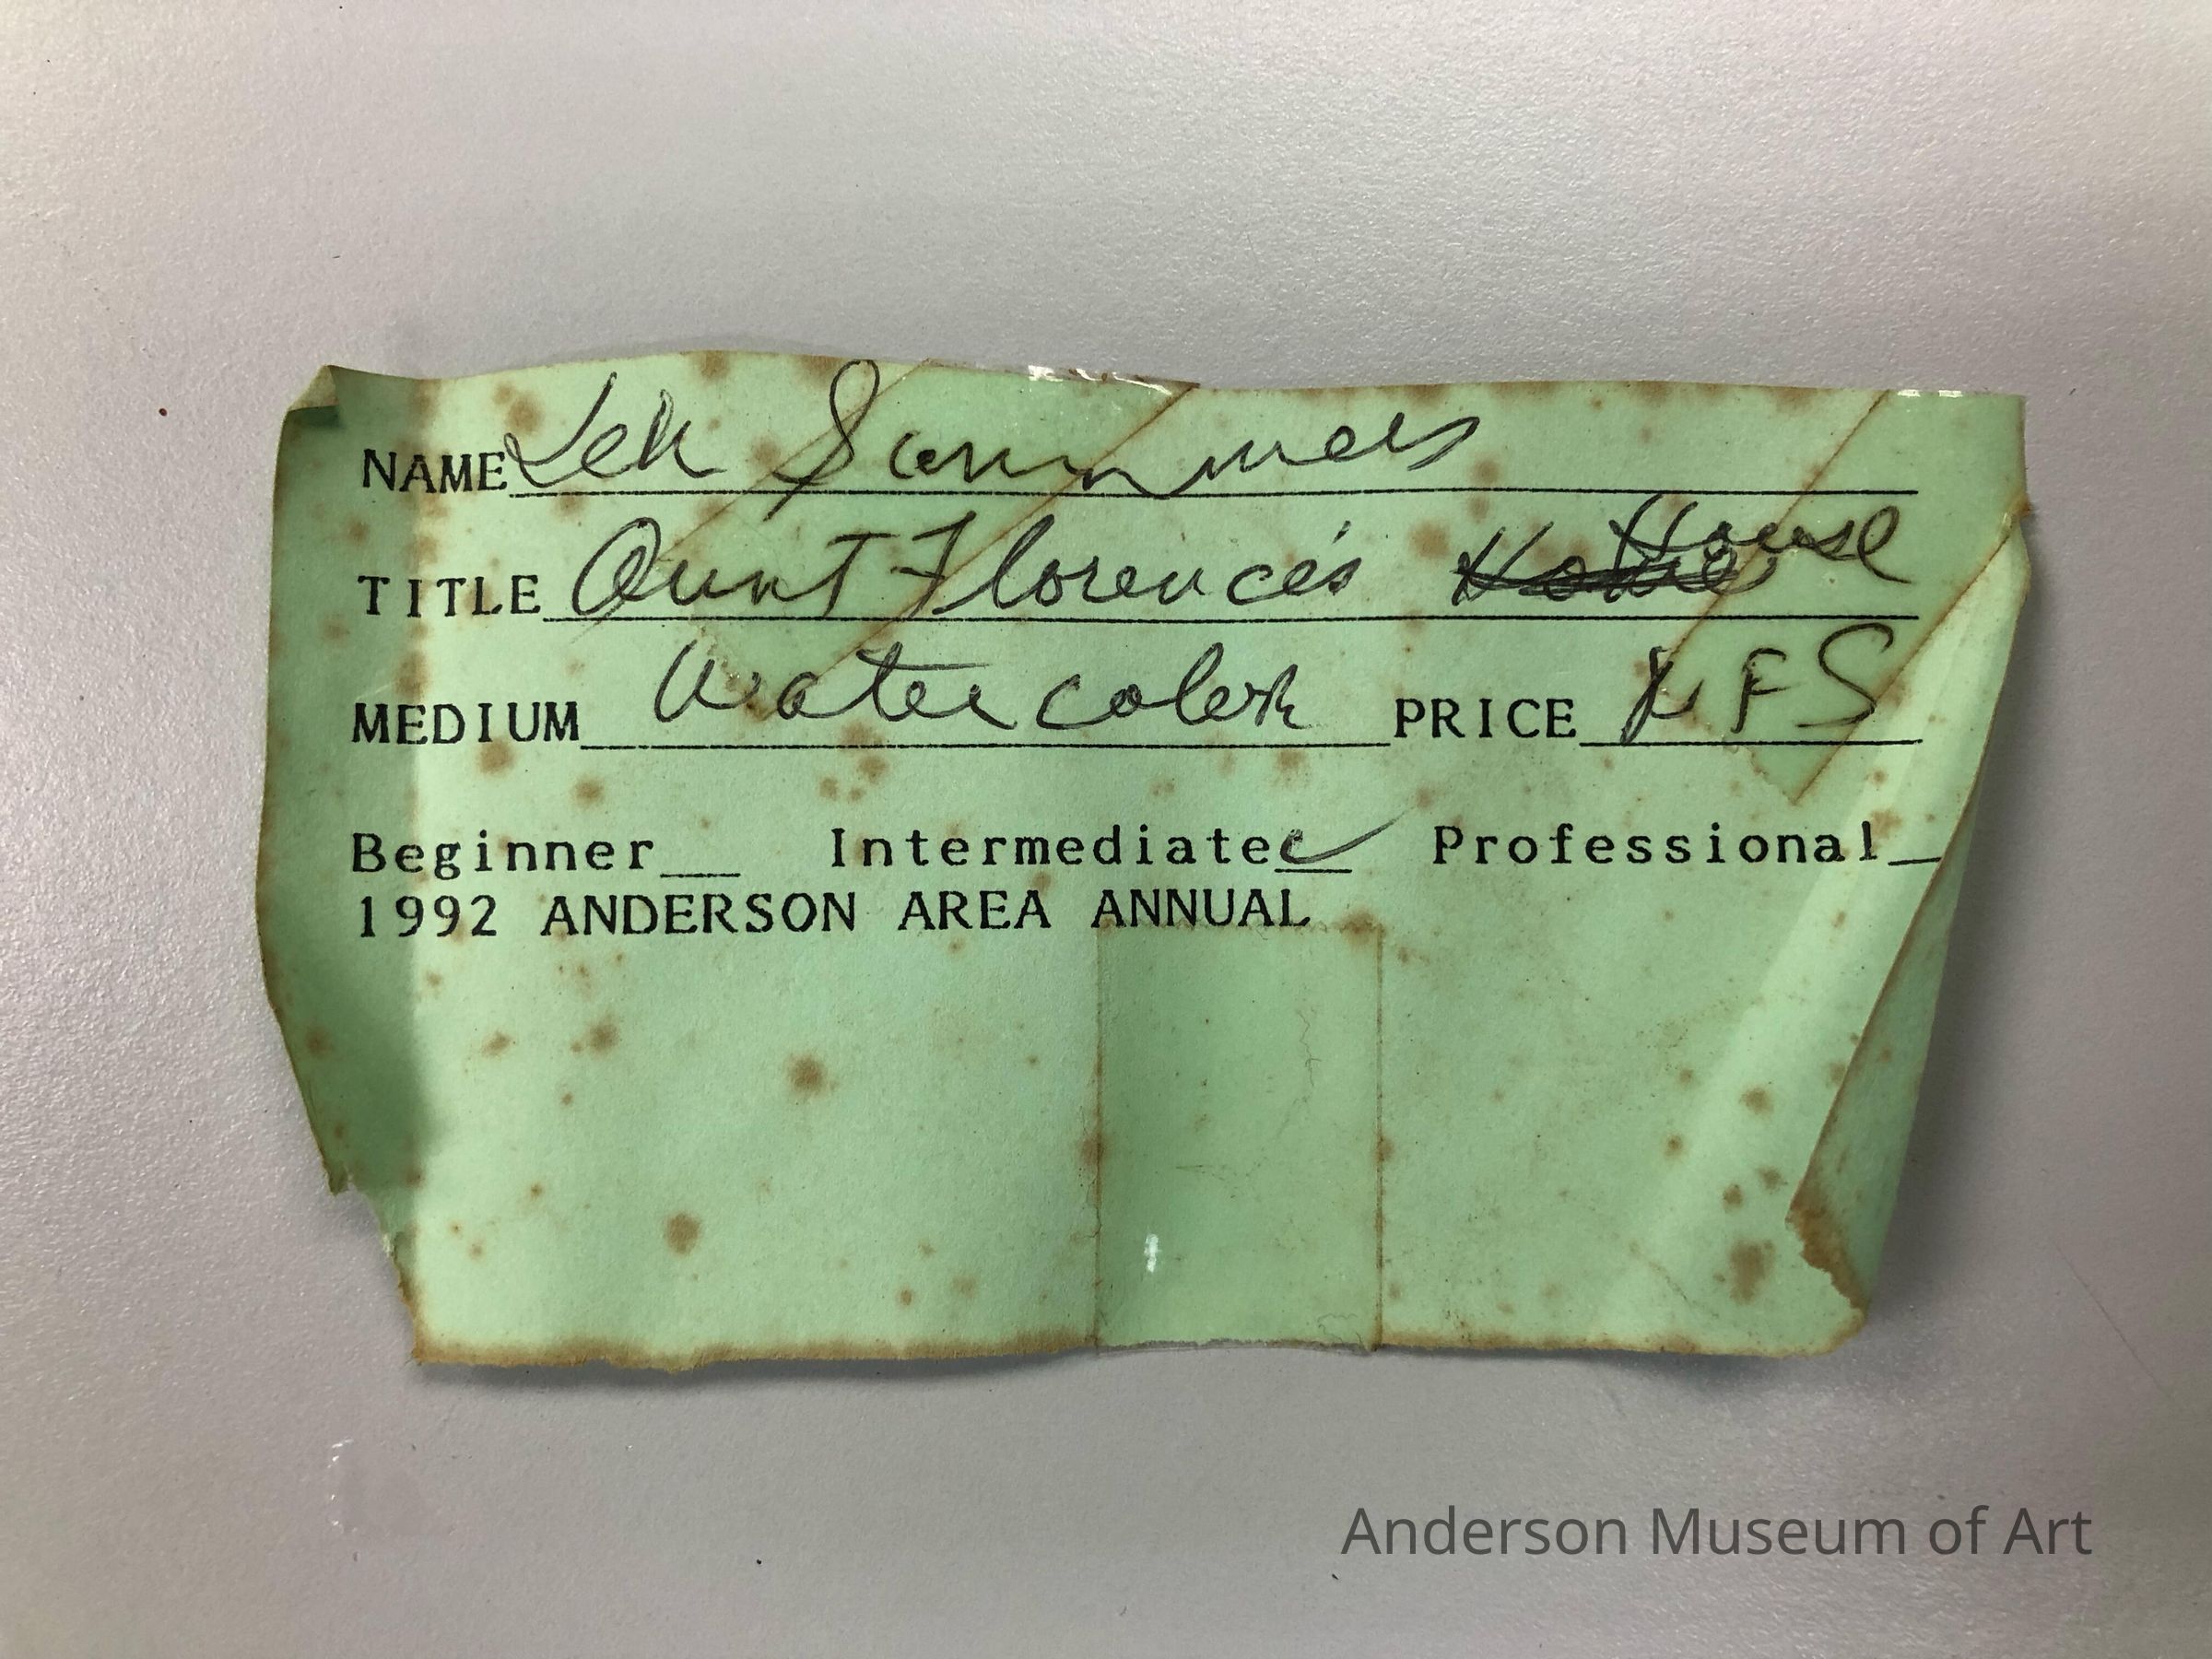 NAME Len Summers
TITLE Aunt Florence's House
MEDIUM Watercolor PRICE NFS
Beginner__ Intermediate ✓ Professional__
1992 ANDERSON AREA ANNUAL
Anderson Museum of Art